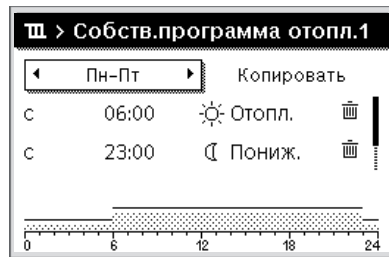 > Собств.программа отопл.1
Пн-Пт Копировать
с 06:00 Отопл.
с 23:00 Пониж.
0 6 12 18 24